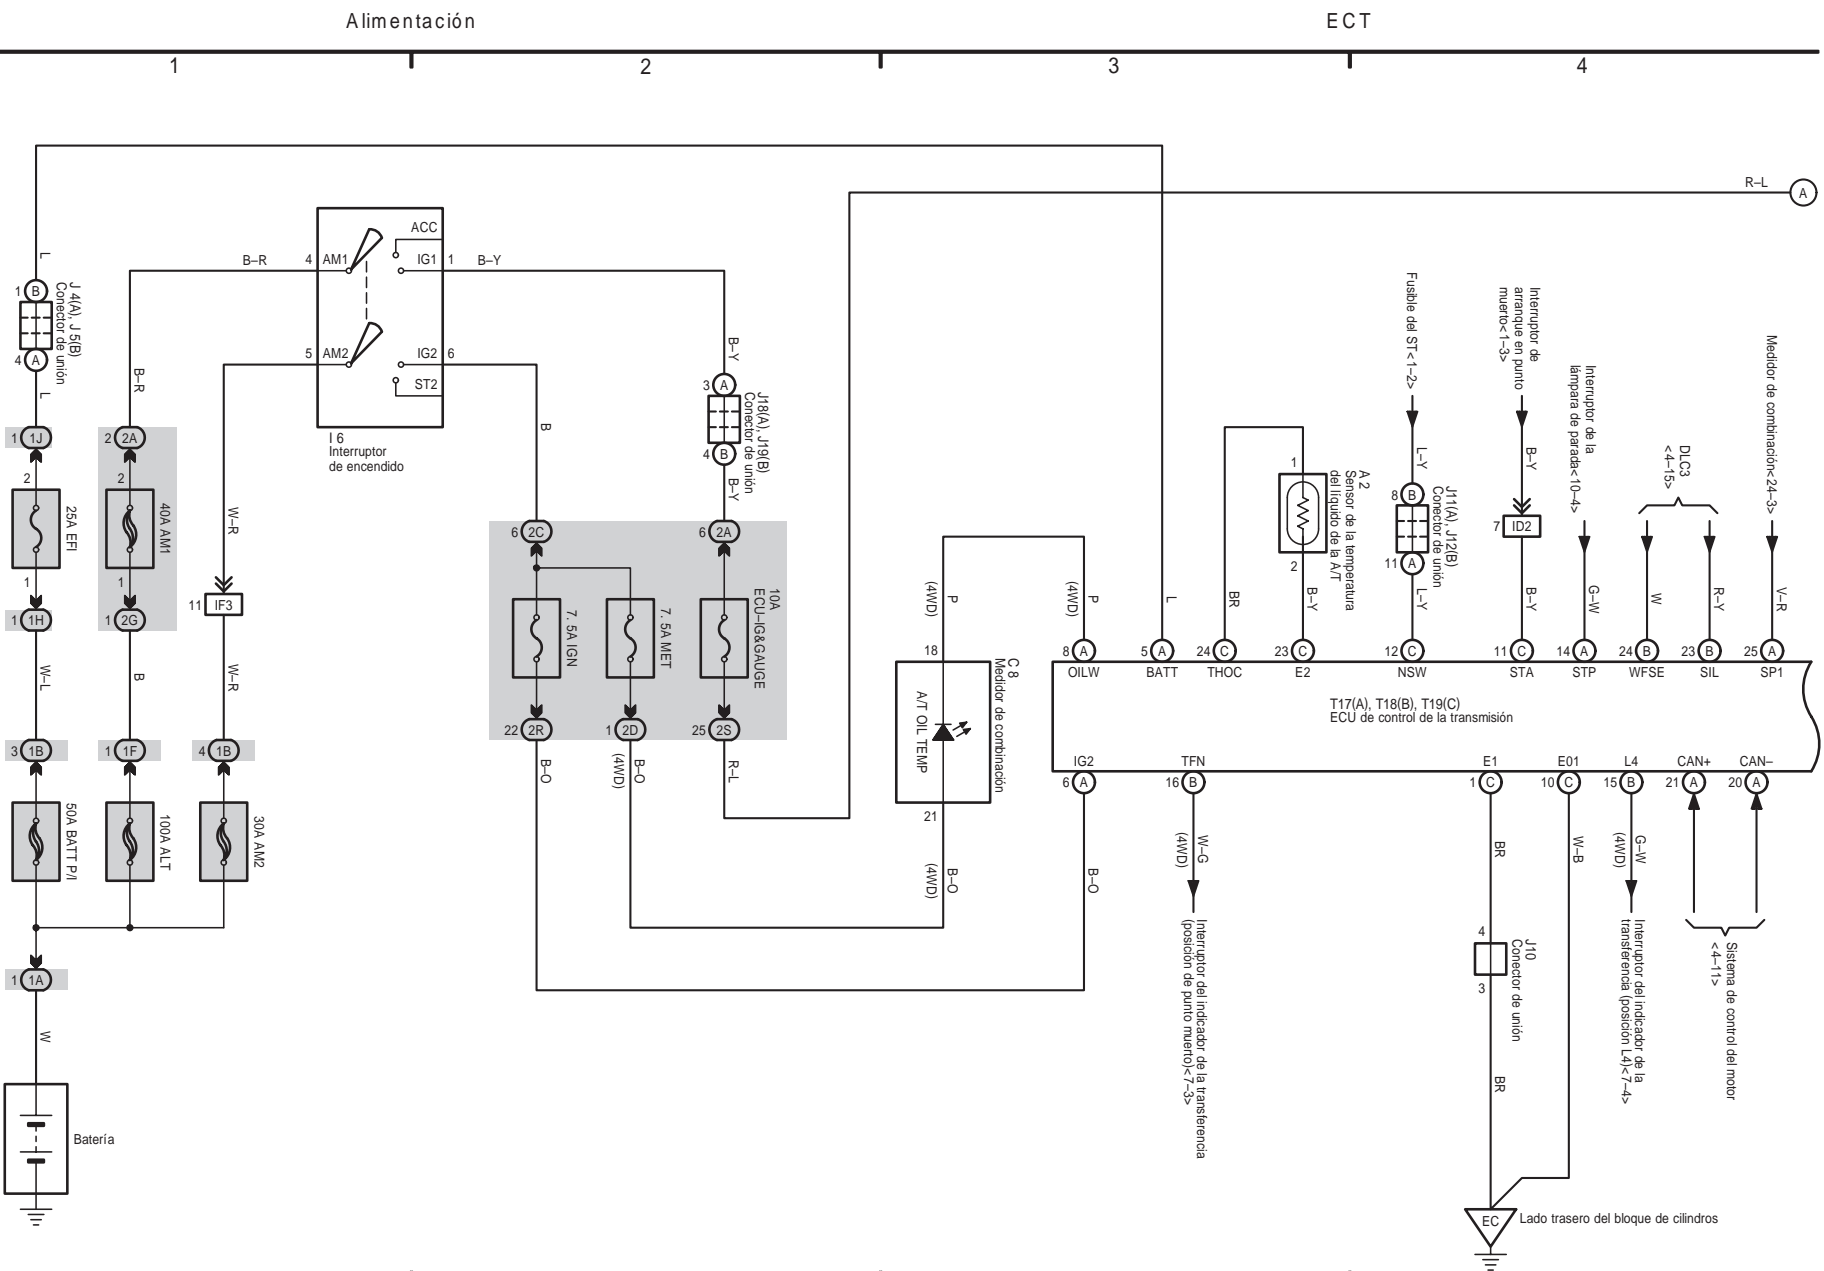 Alimentación
ECT
1
2
3
4
R–L
A
L
1 B
J 4(A), J 5(B)
Conector de unión
4 A
L
1 1J
2
25A EFI
1
1 1H
W–L
3 1B
50A BATT P/I
1 1A
W
Batería
B–R
B–R
2 2A
2
40A AM1
1
1 2G
B
1 1F
100A ALT
W–R
11 IF3
W–R
4 1B
30A AM2
ACC
4 AM1
IG1 1
B–Y
5 AM2
IG2 6
ST2
I 6
Interruptor
de encendido
B
B–Y
3 A
J18(A), J19(B)
Conector de unión
4 B
B–Y
6 2C
6 2A
7. 5A IGN
7. 5A MET
10A
ECU–IG&GAUGE
22 2R
1 2D
25 2S
B–O
B–O
(4WD)
R–L
P
(4WD)
18
C 8
Medidor de combinación
A/T OIL TEMP
21
B–O
(4WD)
P
(4WD)
L
BR
1
A 2
Sensor de la temperatura
del líquido de la A/T
2
B–Y
Fusible del ST<1–2>
L–Y
8 B
J11(A), J12(B)
Conector de unión
11 A
L–Y
Interruptor de
arranque en punto
muerto<1–3>
B–Y
7 ID2
B–Y
Interruptor de la
lámpara de parada<10–4>
G–W
DLC3
<4–15>
W
R–Y
Medidor de combinación<24–3>
V–R
8 A
5 A
24 C
23 C
12 C
11 C
14 A
24 B
23 B
25 A
OILW
BATT
THOC
E2
NSW
STA
STP
WFSE
SIL
SP1
T17(A), T18(B), T19(C)
ECU de control de la transmisión
IG2
TFN
E1
E01
L4
CAN+
CAN–
6 A
16 B
1 C
10 C
15 B
21 A
20 A
B–O
W–G
(4WD)
Interruptor del indicador de la transferencia
(posición de punto muerto)<7–3>
BR
4
J10
Conector de unión
3
BR
W–B
G–W
(4WD)
Interruptor del indicador de la
transferencia (posición L4)<7–4>
Sistema de control del motor
<4–11>
EC
Lado trasero del bloque de cilindros